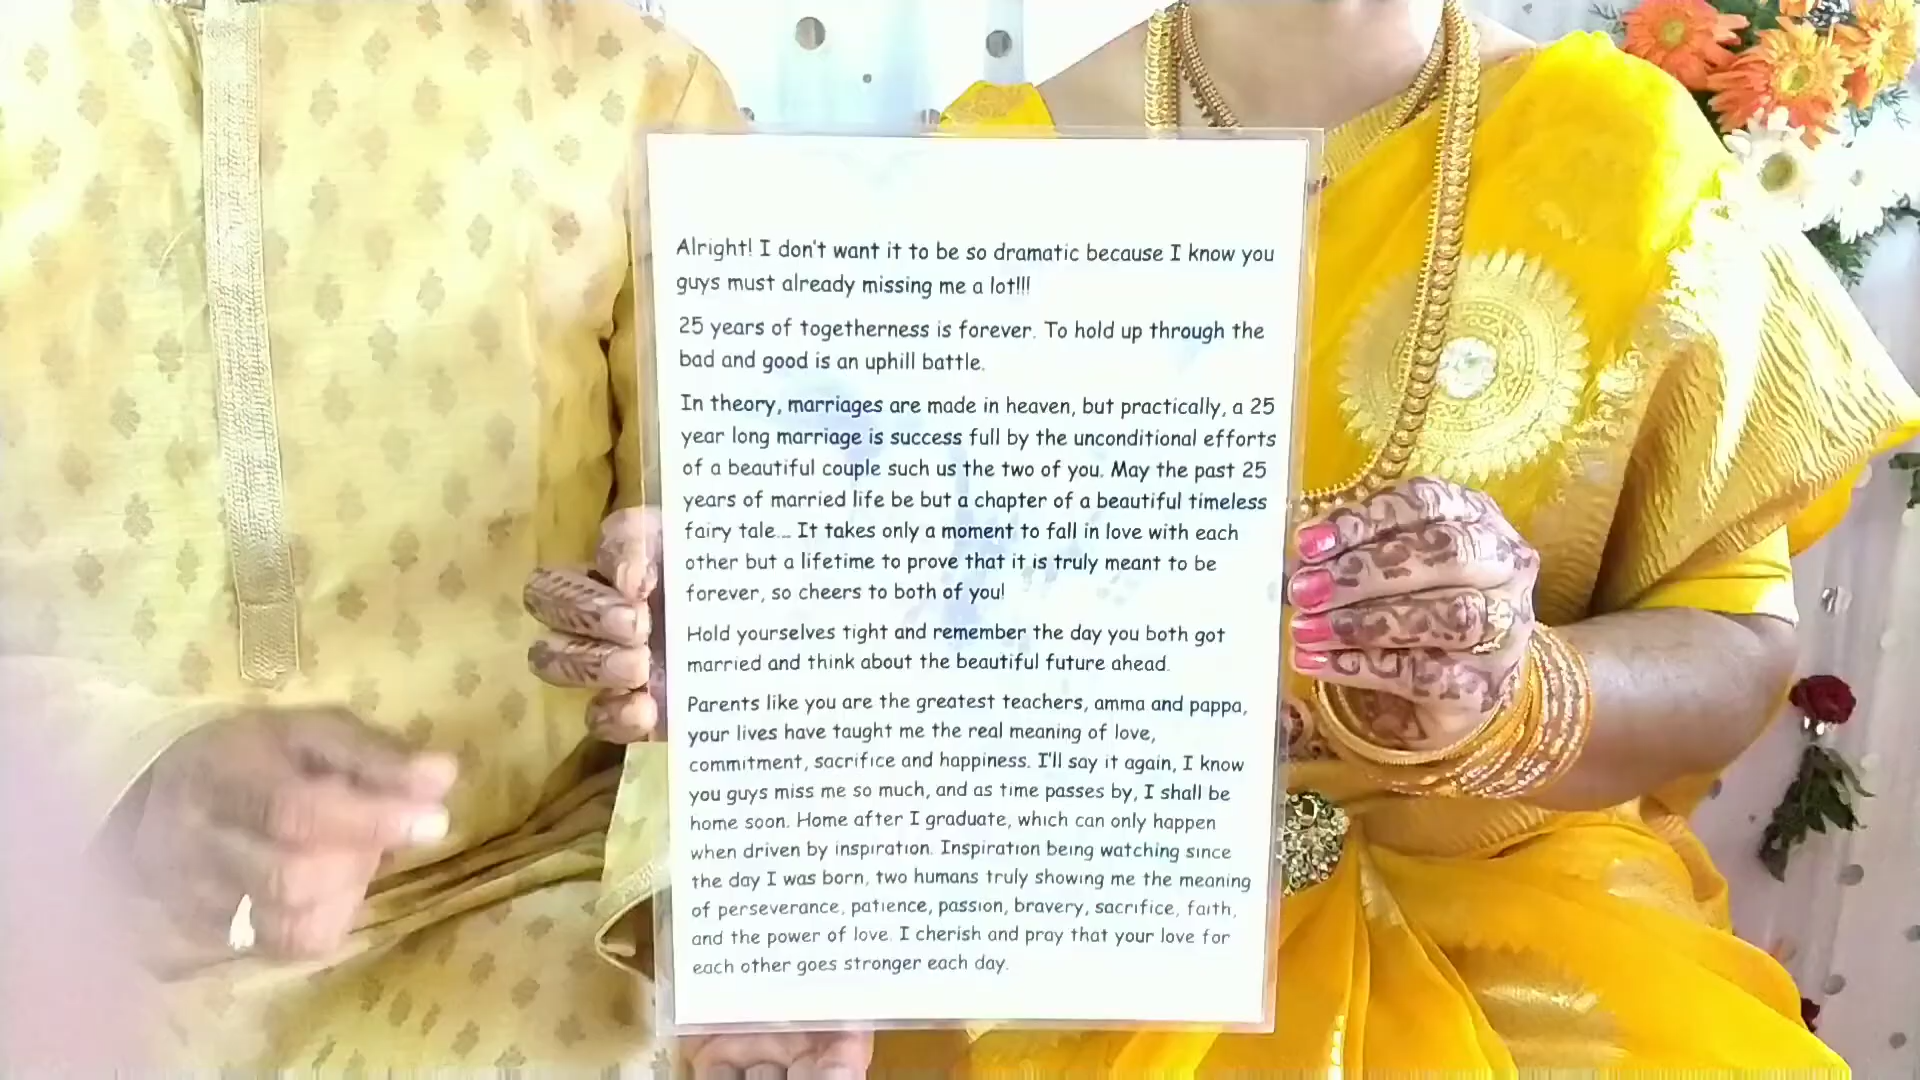 Alright! I don't want it to be so dramatic because I know you
guys must already missing me a lot!!!
25 years of togetherness is forever. To hold up through the
bad and good is an uphill battle.
In theory, marriages are made in heaven, but practically, a 25
year long marriage is success full by the unconditional efforts
of a beautiful couple such us the two of you. May the past 25
years of married life be but a chapter of a beautiful timeless
fairy tale... It takes only a moment to fall in love with each
other but a lifetime to prove that it is truly meant to be
forever, so cheers to both of you!
Hold yourselves tight and remember the day you both got
married and think about the beautiful future ahead.
Parents like you are the greatest teachers, amma and pappa,
your lives have taught me the real meaning of love,
commitment, sacrifice and happiness. I'll say it again, I know
you guys miss me so much, and as time passes by, I shall be
home soon. Home after I graduate, which can only happen
when driven by inspiration. Inspiration being watching since
the day I was born, two humans truly showing me the meaning
of perseverance, patience, passion, bravery, sacrifice, faith,
and the power of love. I cherish and pray that your love for
each other goes stronger each day.